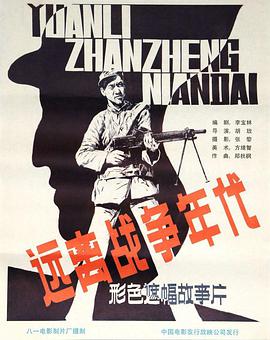 YUANLI
ZHANZHENG
NIANDAI
编剧，李宝林
导演，胡玫
摄影，张黎
美术，方绪智
作曲，郑秋枫
远离战争年代
彩色遮幅故事片
八一电影制片厂摄制
中国电影发行放映公司发行